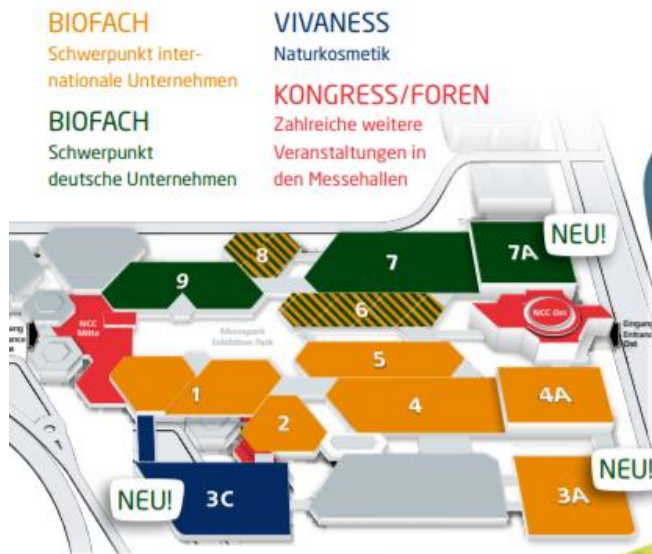 BIOFACH
Schwerpunkt inter-
nationale Unternehmen
BIOFACH
Schwerpunkt
deutsche Unternehmen
VIVANESS
Naturkosmetik
KONGRESS/FOREN
Zahlreiche weitere
Veranstaltungen in
den Messehallen
NEU!
8
7
7A
9
6
NCC
Mitte
NCC Ost
Messepark
Exhibition Park
Eingang
Entrance
Ost
5
1
4
4A
2
NEU!
NEU!
3C
3A